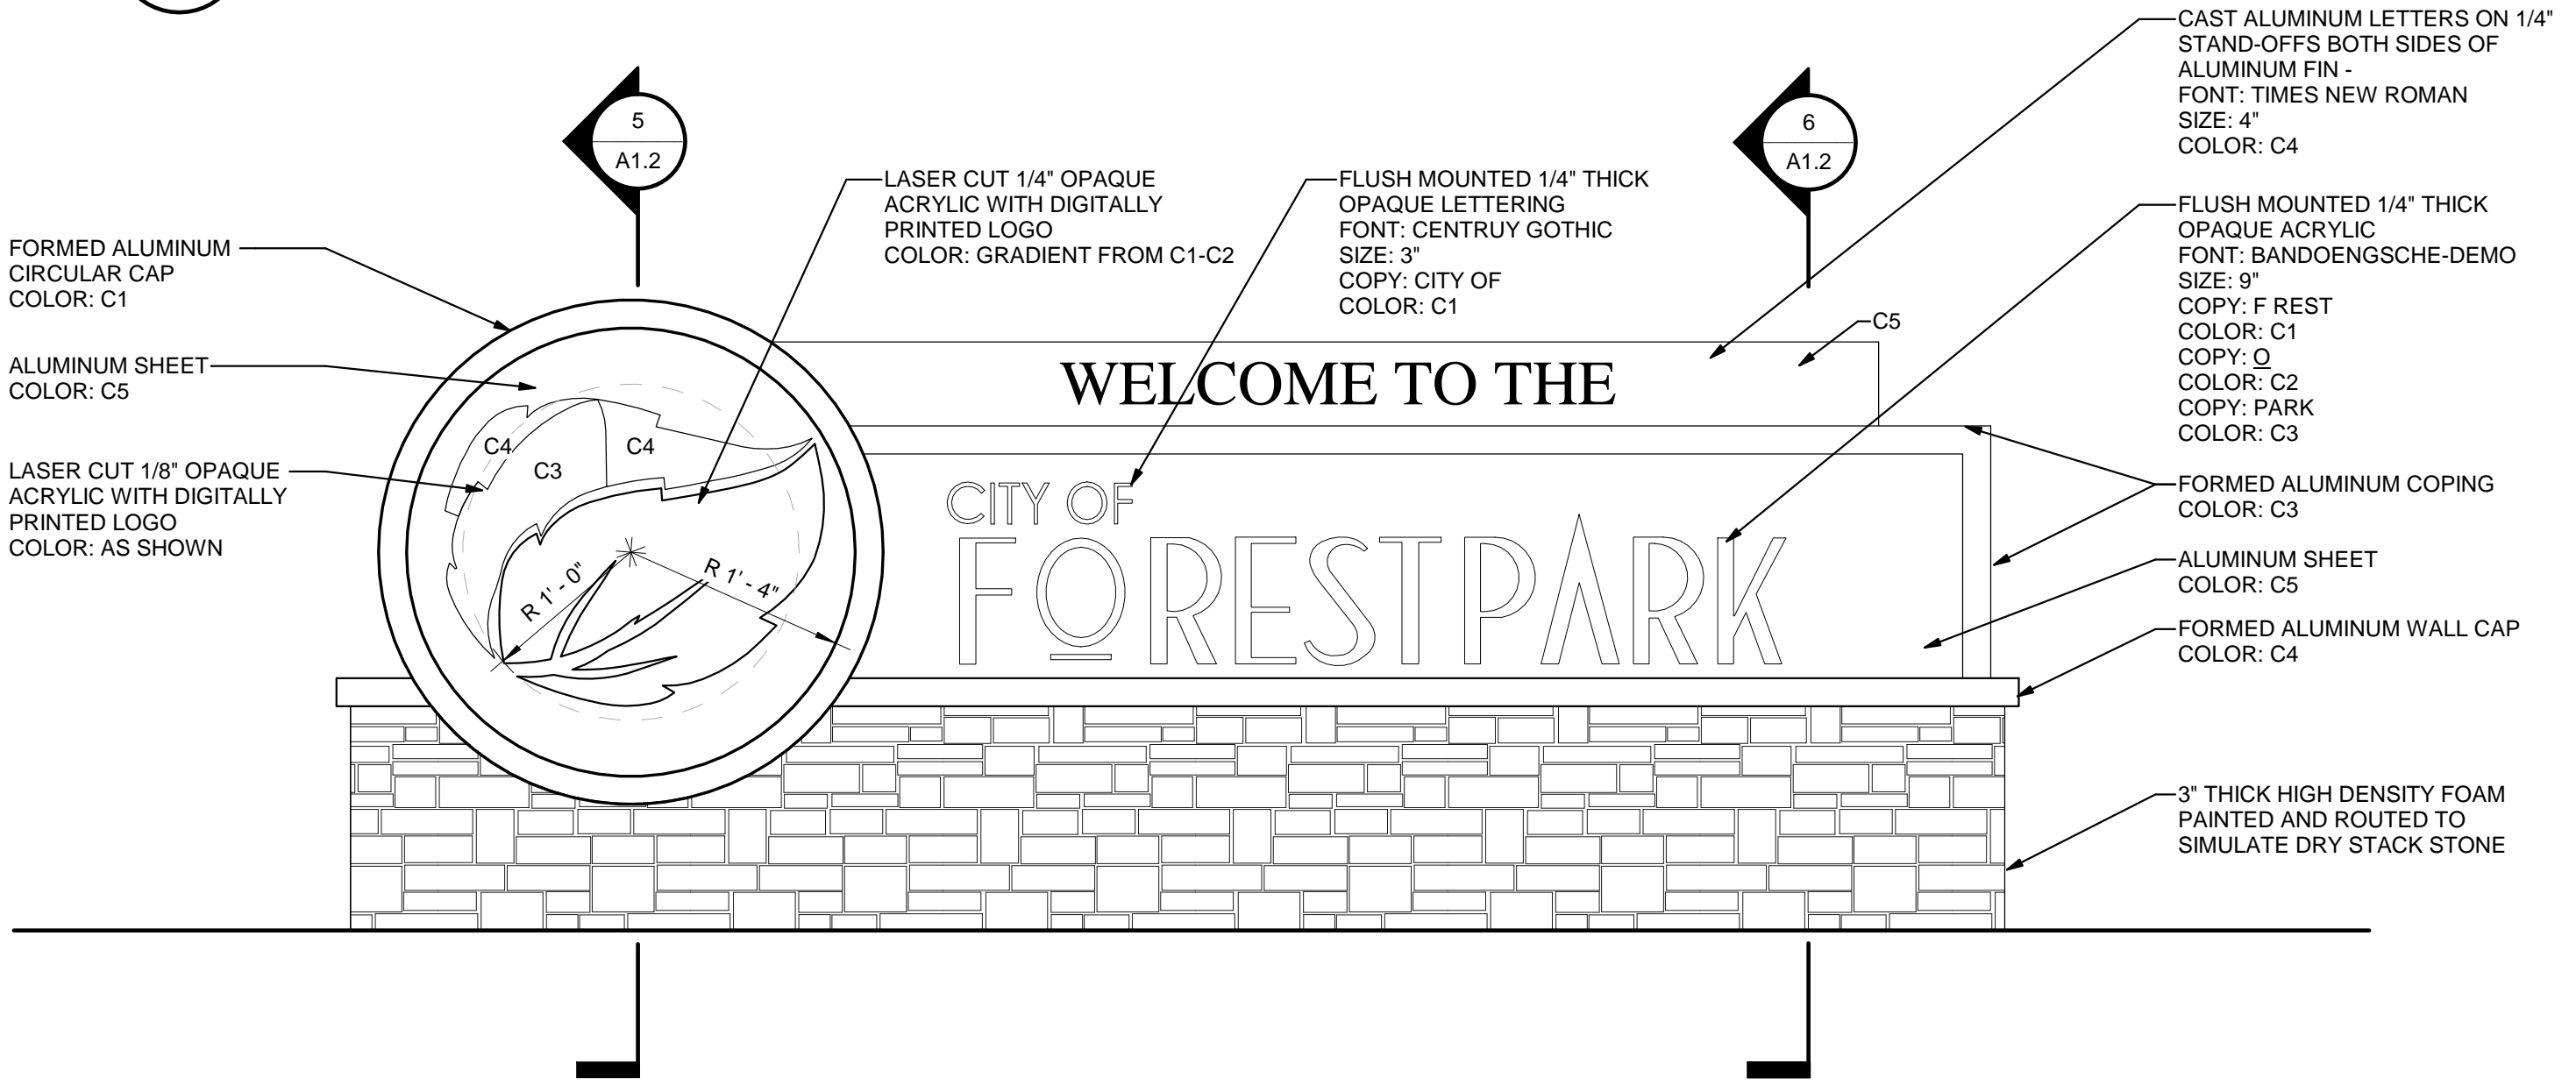 CAST ALUMINUM LETTERS ON 1/4"
STAND-OFFS BOTH SIDES OF
ALUMINUM FIN -
FONT: TIMES NEW ROMAN
SIZE: 4"
COLOR: C4
5
A1.2
6
A1.2
LASER CUT 1/4" OPAQUE
ACRYLIC WITH DIGITALLY
PRINTED LOGO
COLOR: GRADIENT FROM C1-C2
FLUSH MOUNTED 1/4" THICK
OPAQUE LETTERING
FONT: CENTRUY GOTHIC
SIZE: 3"
COPY: CITY OF
COLOR: C1
FLUSH MOUNTED 1/4" THICK
OPAQUE ACRYLIC
FONT: BANDOENGSCHE-DEMO
SIZE: 9"
COPY: F REST
COLOR: C1
COPY: O
COLOR: C2
COPY: PARK
COLOR: C3
FORMED ALUMINUM
CIRCULAR CAP
COLOR: C1
C5
ALUMINUM SHEET
COLOR: C5
WELCOME TO THE
C4
C3
C4
LASER CUT 1/8" OPAQUE
ACRYLIC WITH DIGITALLY
PRINTED LOGO
COLOR: AS SHOWN
CITY OF
FOREST PARK
R 1' - 0"
R 1' - 4"
FORMED ALUMINUM COPING
COLOR: C3
ALUMINUM SHEET
COLOR: C5
FORMED ALUMINUM WALL CAP
COLOR: C4
3" THICK HIGH DENSITY FOAM
PAINTED AND ROUTED TO
SIMULATE DRY STACK STONE